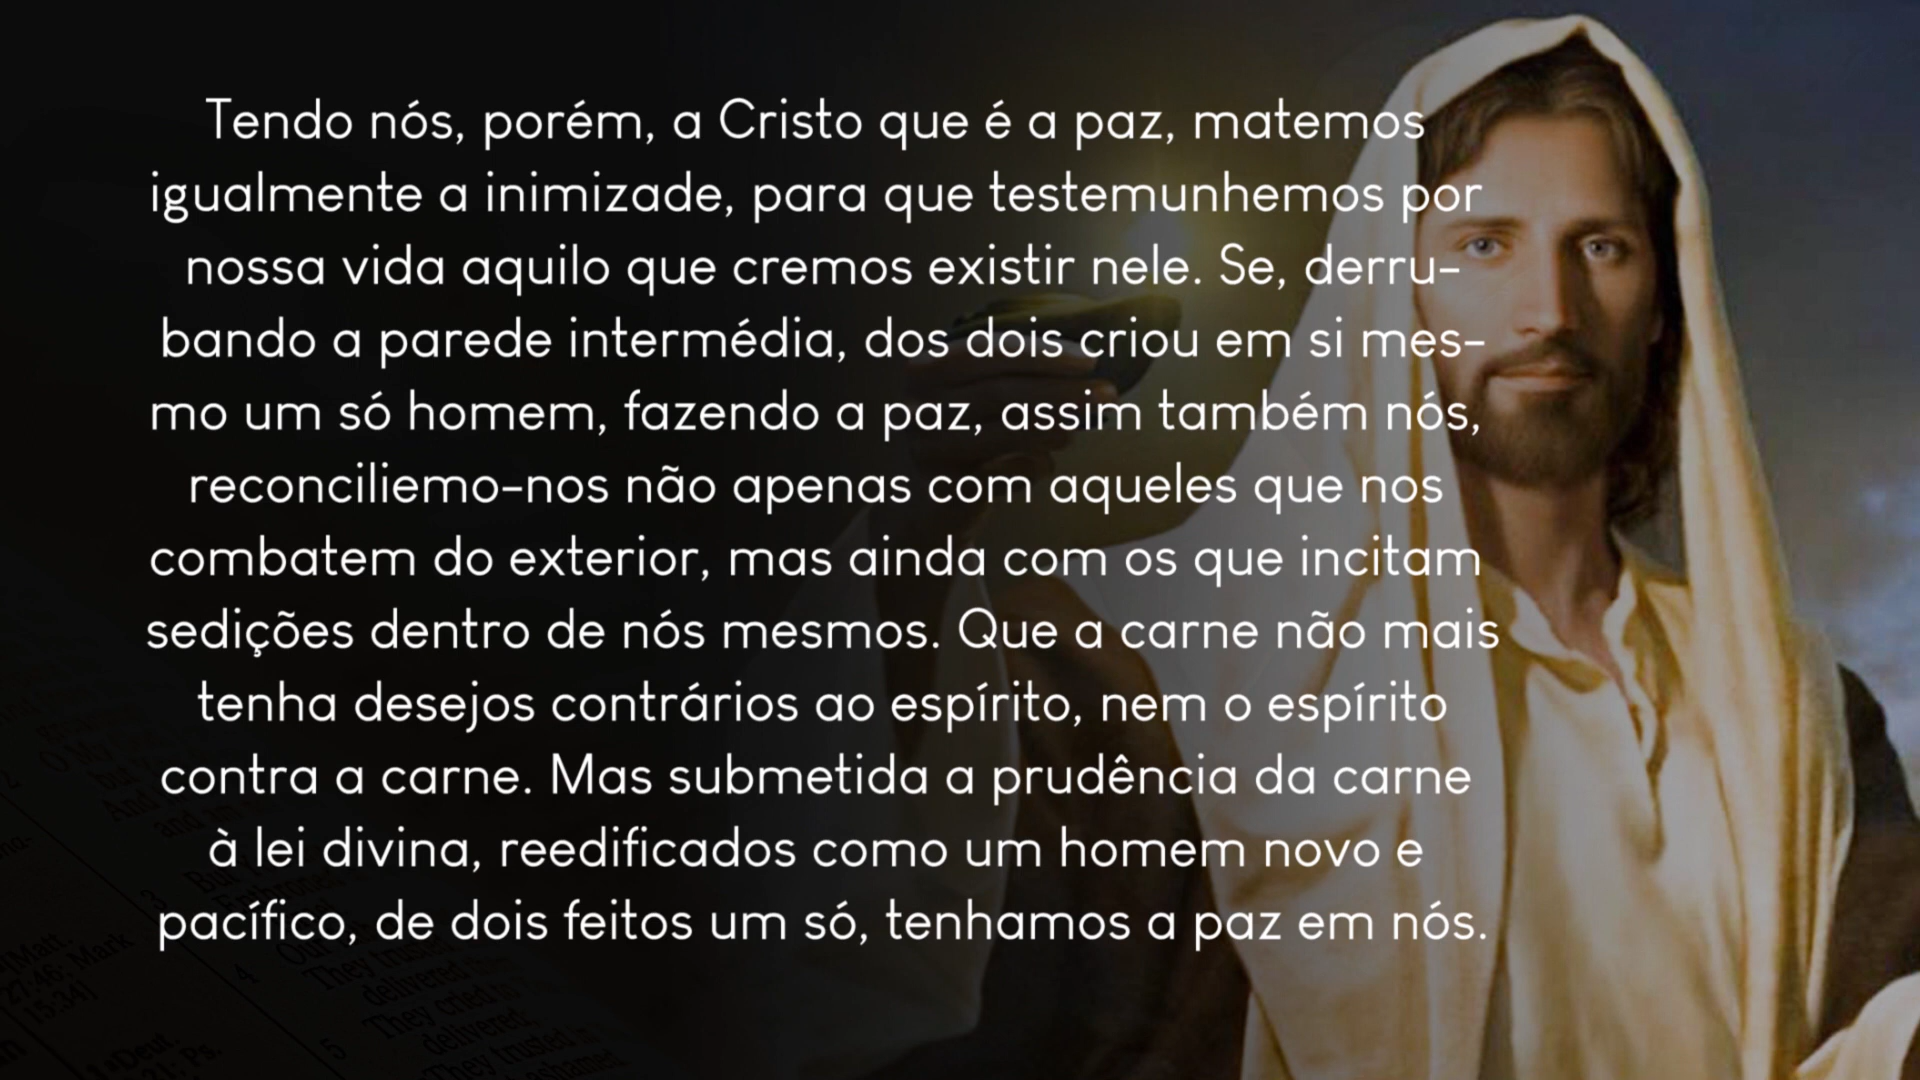 Tendo nós, porém, a Cristo que é a paz, matemos
igualmente a inimizade, para que testemunhemos por
nossa vida aquilo que cremos existir nele. Se, derru-
bando a parede intermédia, dos dois criou em si mes-
mo um só homem, fazendo a paz, assim também nós,
reconciliemo-nos não apenas com aqueles que nos
combatem do exterior, mas ainda com os que incitam
sedições dentro de nós mesmos. Que a carne não mais
tenha desejos contrários ao espírito, nem o espírito
contra a carne. Mas submetida a prudência da carne
à lei divina, reedificados como um homem novo e
pacífico, de dois feitos um só, tenhamos a paz em nós.